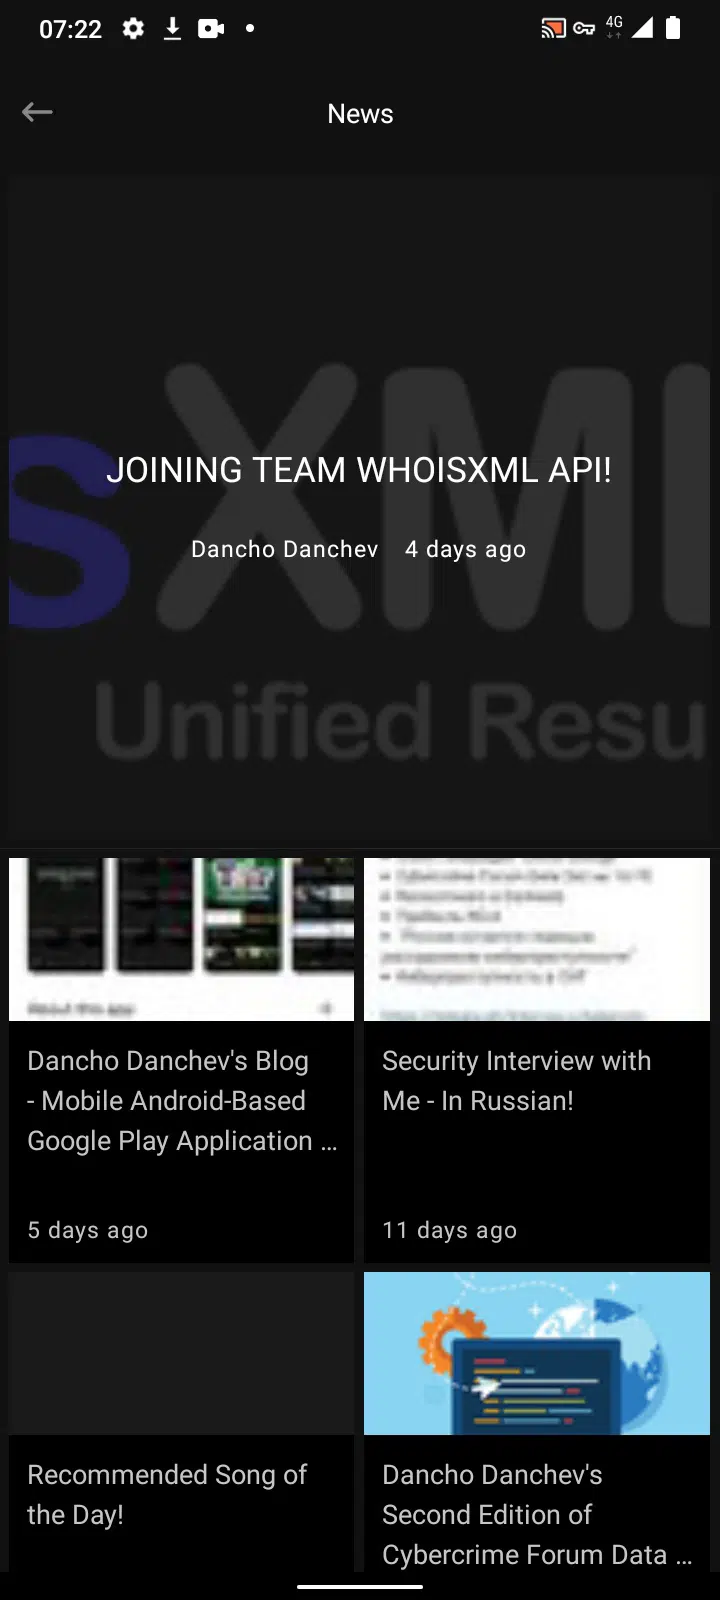 07:22
4G
News
JOINING TEAM WHOISXML API!
Dancho Danchev 4 days ago
sXML
Unified Resu
About this app
Dancho Danchev's Blog
- Mobile Android-Based
Google Play Application …
5 days ago
Security Interview with
Me - In Russian!
11 days ago
Recommended Song of
the Day!
Dancho Danchev's
Second Edition of
Cybercrime Forum Data …